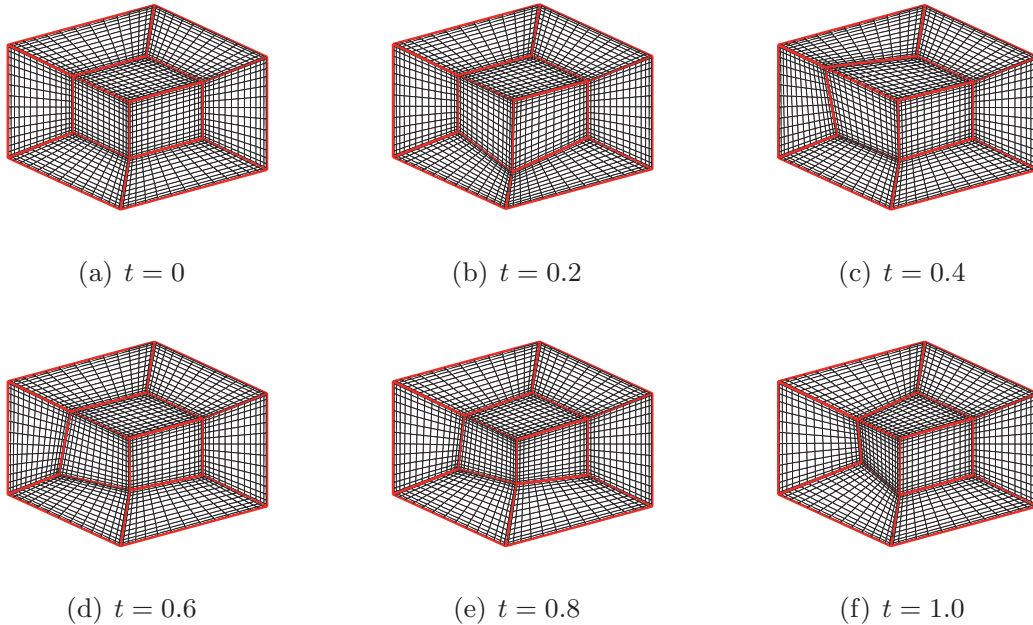 (a) t = 0
(b) t = 0.2
(c) t = 0.4
(d) t = 0.6
(e) t = 0.8
(f) t = 1.0